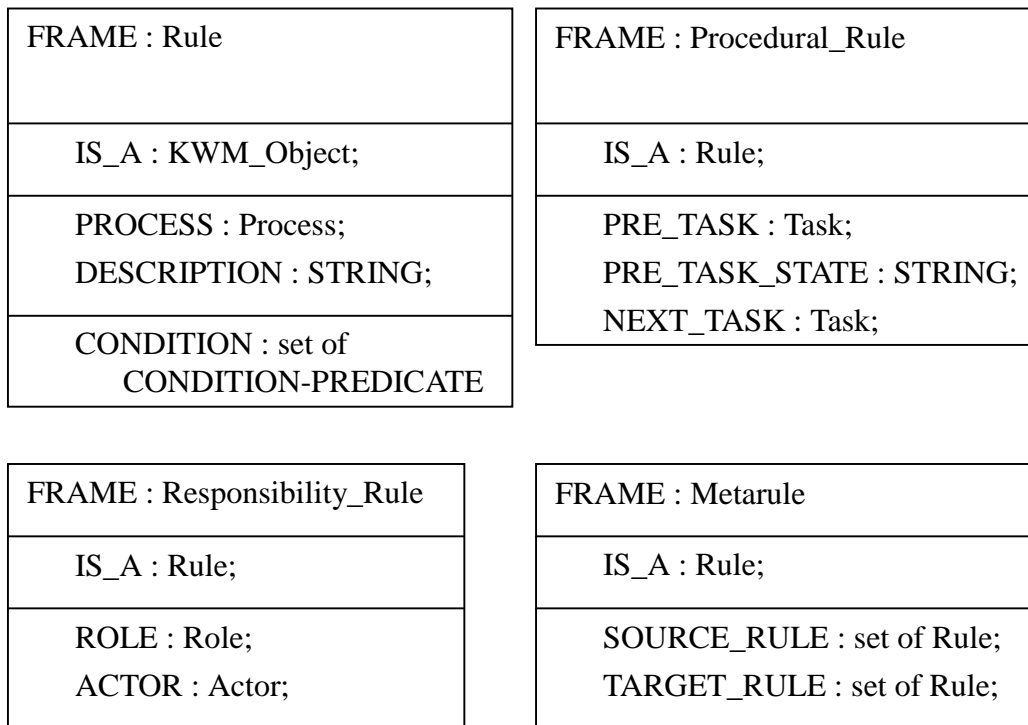 FRAME : Rule
IS_A : KWM_Object;
PROCESS : Process;
DESCRIPTION : STRING;
CONDITION : set of
CONDITION-PREDICATE
FRAME : Procedural_Rule
IS_A : Rule;
PRE_TASK : Task;
PRE_TASK_STATE : STRING;
NEXT_TASK : Task;
FRAME : Responsibility_Rule
IS_A : Rule;
ROLE : Role;
ACTOR : Actor;
FRAME : Metarule
IS_A : Rule;
SOURCE_RULE : set of Rule;
TARGET_RULE : set of Rule;